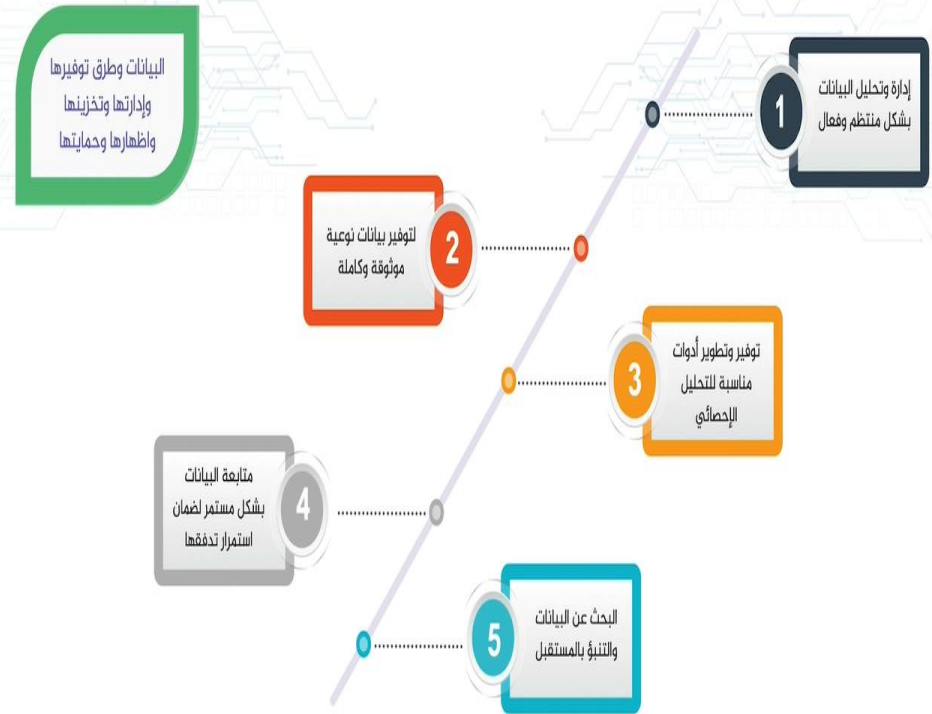 البيانات وطرق توفيرها
وإدارتها وتخزينها
واظهارها وحمايتها
1
إدارة وتحليل البيانات
بشكل منتظم وفعال
2
لتوفير بيانات نوعية
موثوقة وكاملة
3
توفير وتطوير أدوات
مناسبة للتحليل
الإحصائي
4
متابعة البيانات
بشكل مستمر لضمان
استمرار تدفقها
5
البحث عن البيانات
والتنبؤ بالمستقبل